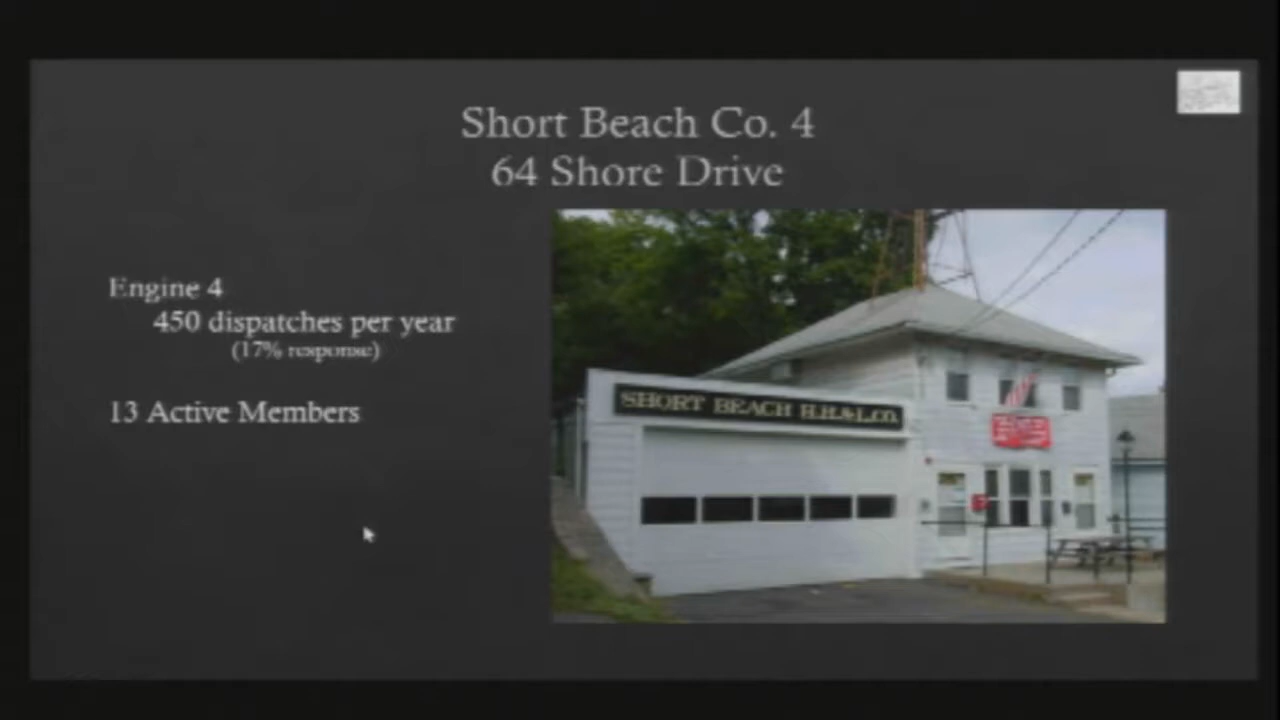 Short Beach Co. 4
64 Shore Drive
Engine 4
450 dispatches per year
(17% response)
13 Active Members
SHORT BEACH H.H.&L.CO.